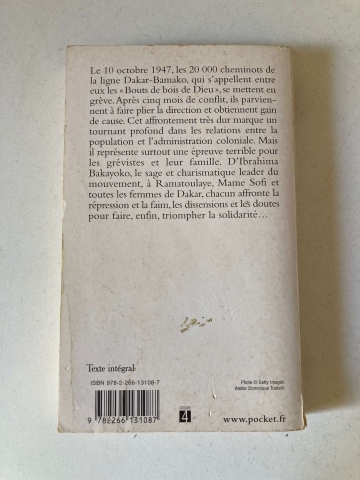 Le 10 octobre 1947, les 20 000 cheminots de
la ligne Dakar-Bamako, qui s'appellent entre
eux les « Bouts de bois de Dieu », se mettent en
grève. Après cinq mois de conflit, ils parvien-
nent à faire plier la direction et obtiennent gain
de cause. Cet affrontement très dur marque un
tournant profond dans les relations entre la
population et l'administration coloniale. Mais
il représente surtout une épreuve terrible pour
les grévistes et leur famille. D'Ibrahima
Bakayoko, le sage et charismatique leader du
mouvement, à Ramatoulaye, Mame Sofi et
toutes les femmes de Dakar, chacun affronte la
répression et la faim, les dissensions et les doutes
pour faire, enfin, triompher la solidarité…
Texte intégral
ISBN 978-2-266-13108-7
Photo © Getty Images
Atelier Dominique Toutain
9 782266 131087
4
www.pocket.fr